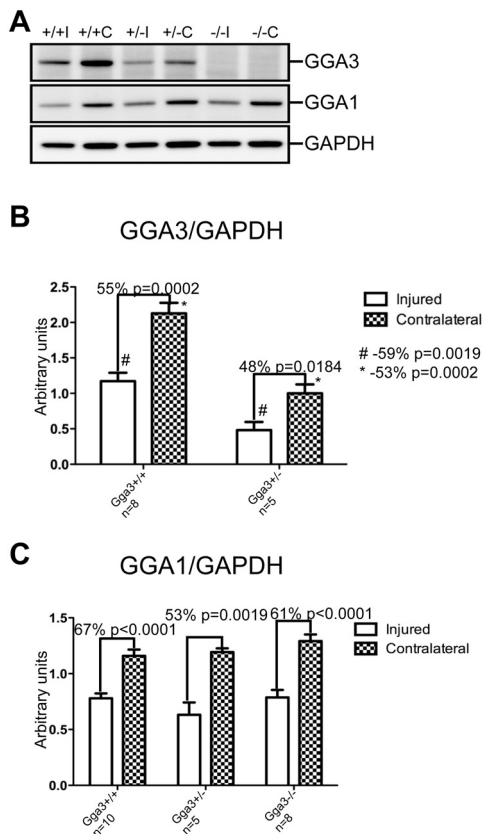 A
+/+I +/+C +/-I +/-C -/-I -/-C
GGA3
GGA1
GAPDH
B
GGA3/GAPDH
Arbitrary units
2.5
2.0
1.5
1.0
0.5
0.0
55% p=0.0002
#
*
48% p=0.0184
#
*
Injured
Contralateral
# -59% p=0.0019
* -53% p=0.0002
Gga3+/+
n=8
Gga3+/-
n=5
C
GGA1/GAPDH
Arbitrary units
1.5
1.0
0.5
0.0
67% p<0.0001
53% p=0.0019
61% p<0.0001
Injured
Contralateral
Gga3+/+
n=10
Gga3+/-
n=5
Gga3-/-
n=8